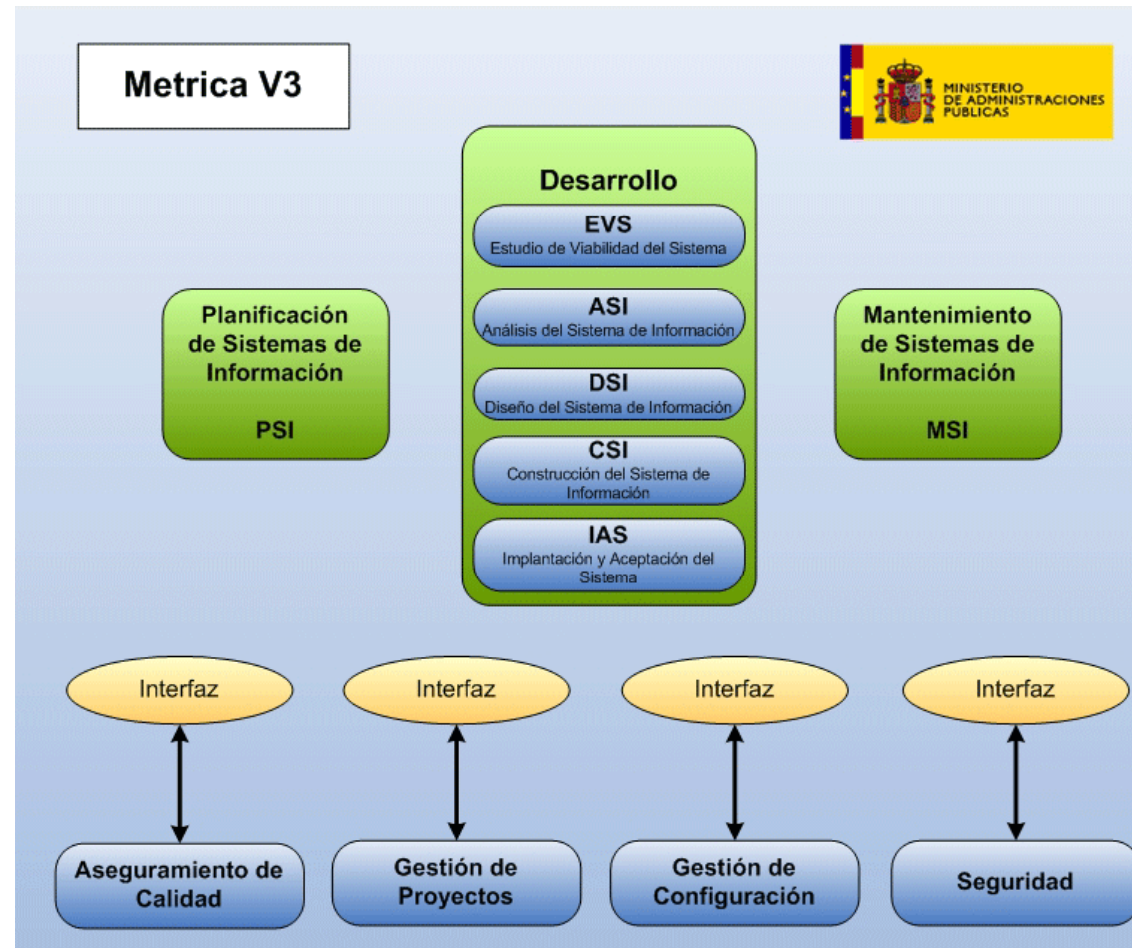 Metrica V3
MINISTERIO
DE ADMINISTRACIONES
PÚBLICAS
Desarrollo
EVS
Estudio de Viabilidad del Sistema
ASI
Análisis del Sistema de Información
DSI
Diseño del Sistema de Información
CSI
Construcción del Sistema de
Información
IAS
Implantación y Aceptación del
Sistema
Planificación
de Sistemas de
Información
PSI
Mantenimiento
de Sistemas de
Información
MSI
Interfaz
Interfaz
Interfaz
Interfaz
Aseguramiento de
Calidad
Gestión de
Proyectos
Gestión de
Configuración
Seguridad